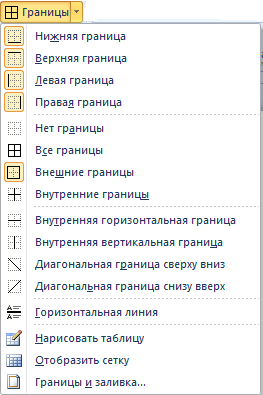 Границы
Нижняя граница
Верхняя граница
Левая граница
Правая граница
Нет границы
Все границы
Внешние границы
Внутренние границы
Внутренняя горизонтальная граница
Внутренняя вертикальная граница
Диагональная граница сверху вниз
Диагональная граница снизу вверх
Горизонтальная линия
Нарисовать таблицу
Отобразить сетку
Границы и заливка...